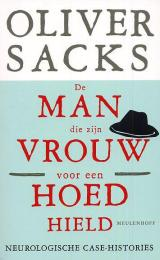 OLIVER
SACKS
De
MAN
die zijn
VROUW
voor een
HOED
HIELD
MEULENHOFF
NEUROLOGISCHE CASE-HISTORIES